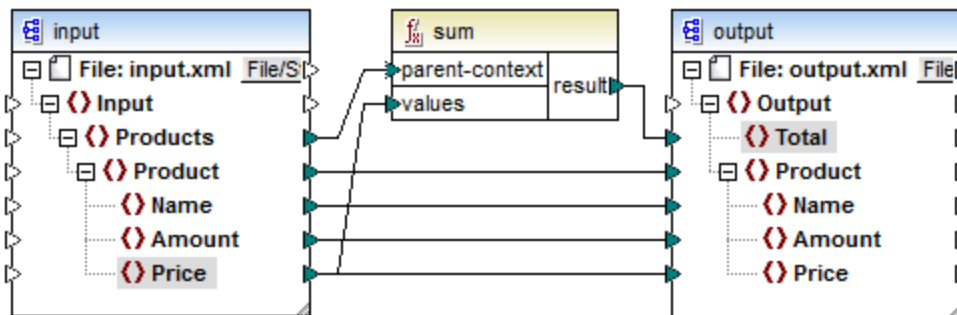 input
File: input.xml File/S
Input
Products
Product
Name
Amount
Price
sum
parent-context
values
result
output
File: output.xml File
Output
Total
Product
Name
Amount
Price